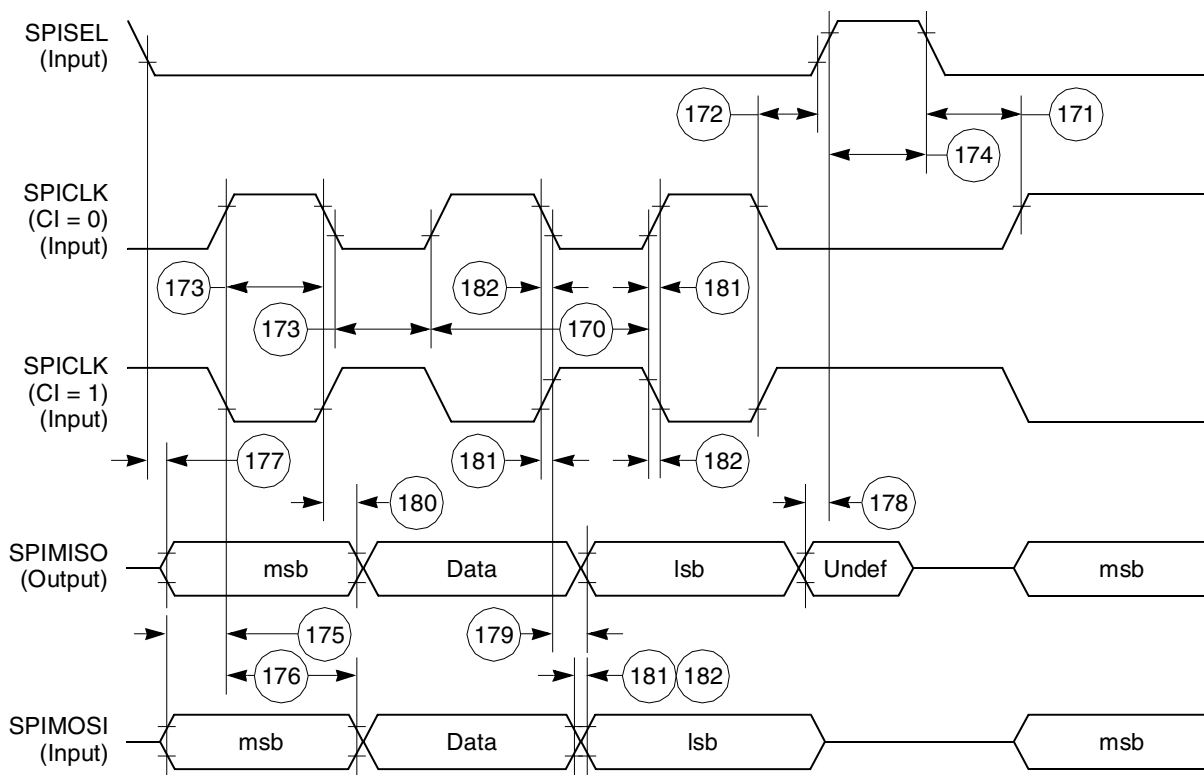 SPISEL
(Input)
172
171
174
SPICLK
(CI = 0)
(Input)
173
182
181
173
170
SPICLK
(CI = 1)
(Input)
177
181
182
180
178
SPIMISO
(Output)
msb
Data
lsb
Undef
msb
175
179
176
181
182
SPIMOSI
(Input)
msb
Data
lsb
msb